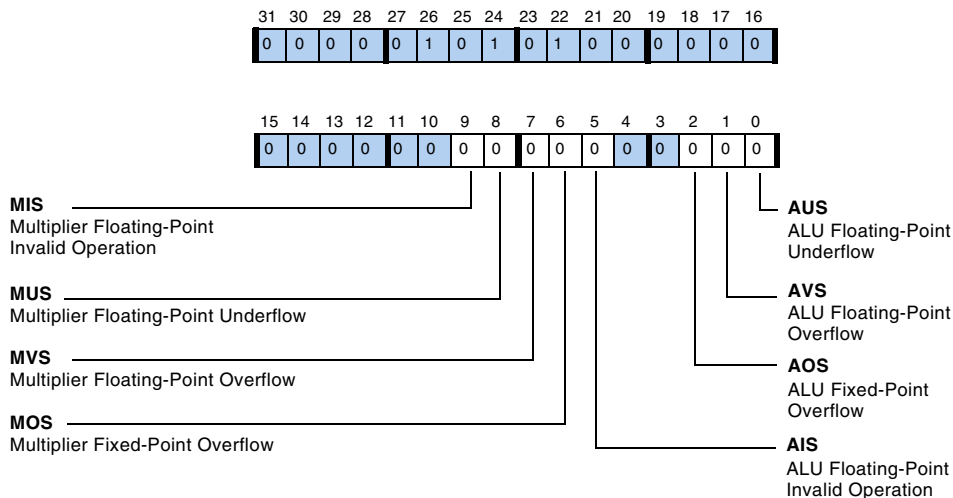 31 30 29 28 27 26 25 24 23 22 21 20 19 18 17 16
0 0 0 0 0 1 0 1 0 1 0 0 0 0 0 0
15 14 13 12 11 10 9 8 7 6 5 4 3 2 1 0
0 0 0 0 0 0 0 0 0 0 0 0 0 0 0 0
MIS
Multiplier Floating-Point
Invalid Operation
MUS
Multiplier Floating-Point Underflow
MVS
Multiplier Floating-Point Overflow
MOS
Multiplier Fixed-Point Overflow
AUS
ALU Floating-Point
Underflow
AVS
ALU Floating-Point
Overflow
AOS
ALU Fixed-Point
Overflow
AIS
ALU Floating-Point
Invalid Operation